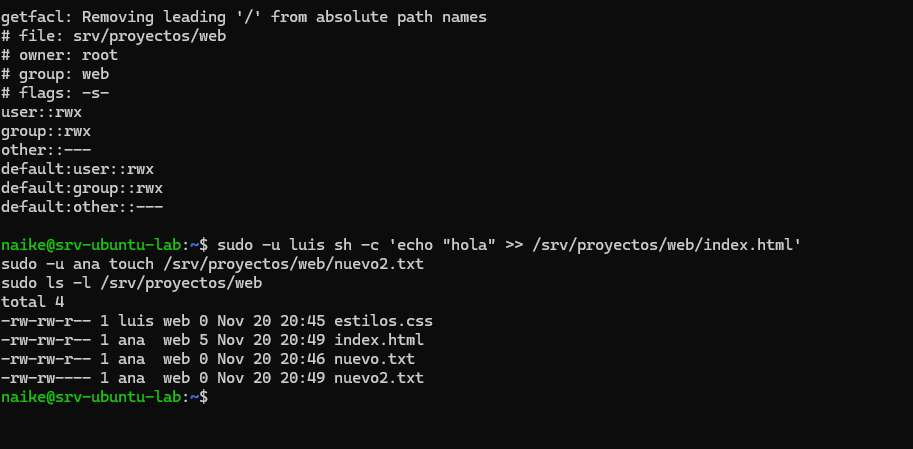 getfacl: Removing leading '/' from absolute path names
# file: srv/proyectos/web
# owner: root
# group: web
# flags: -s-
user::rwx
group::rwx
other::---
default:user::rwx
default:group::rwx
default:other::---
naike@srv-ubuntu-lab:~$ sudo -u luis sh -c 'echo "hola" >> /srv/proyectos/web/index.html'
sudo -u ana touch /srv/proyectos/web/nuevo2.txt
sudo ls -l /srv/proyectos/web
total 4
-rw-rw-r-- 1 luis web 0 Nov 20 20:45 estilos.css
-rw-rw-r-- 1 ana  web 5 Nov 20 20:49 index.html
-rw-rw-r-- 1 ana  web 0 Nov 20 20:46 nuevo.txt
-rw-rw---- 1 ana  web 0 Nov 20 20:49 nuevo2.txt
naike@srv-ubuntu-lab:~$